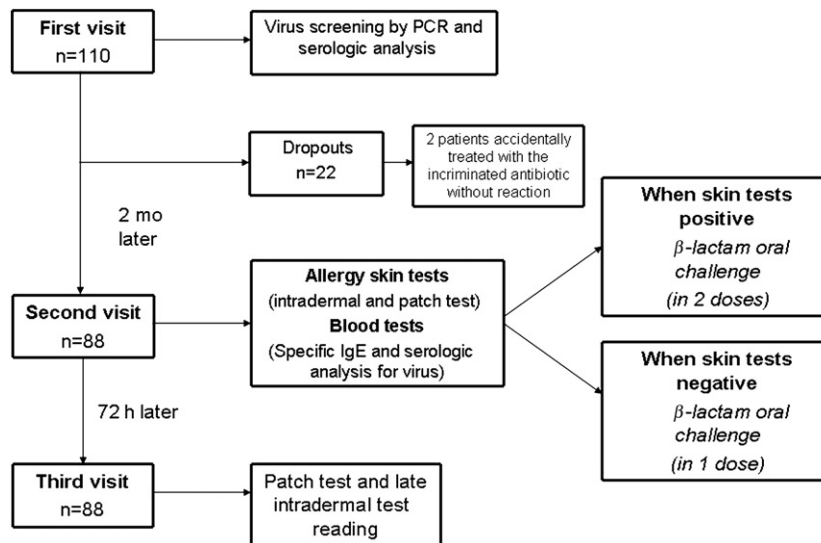 First visit
n=110
Virus screening by PCR and
serologic analysis
Dropouts
n=22
2 patients accidentally
treated with the
incriminated antibiotic
without reaction
2 mo
later
Second visit
n=88
Allergy skin tests
(intradermal and patch test)
Blood tests
(Specific IgE and serologic
analysis for virus)
When skin tests
positive
β-lactam oral
challenge
(in 2 doses)
When skin tests
negative
β-lactam oral
challenge
(in 1 dose)
72 h later
Third visit
n=88
Patch test and late
intradermal test
reading